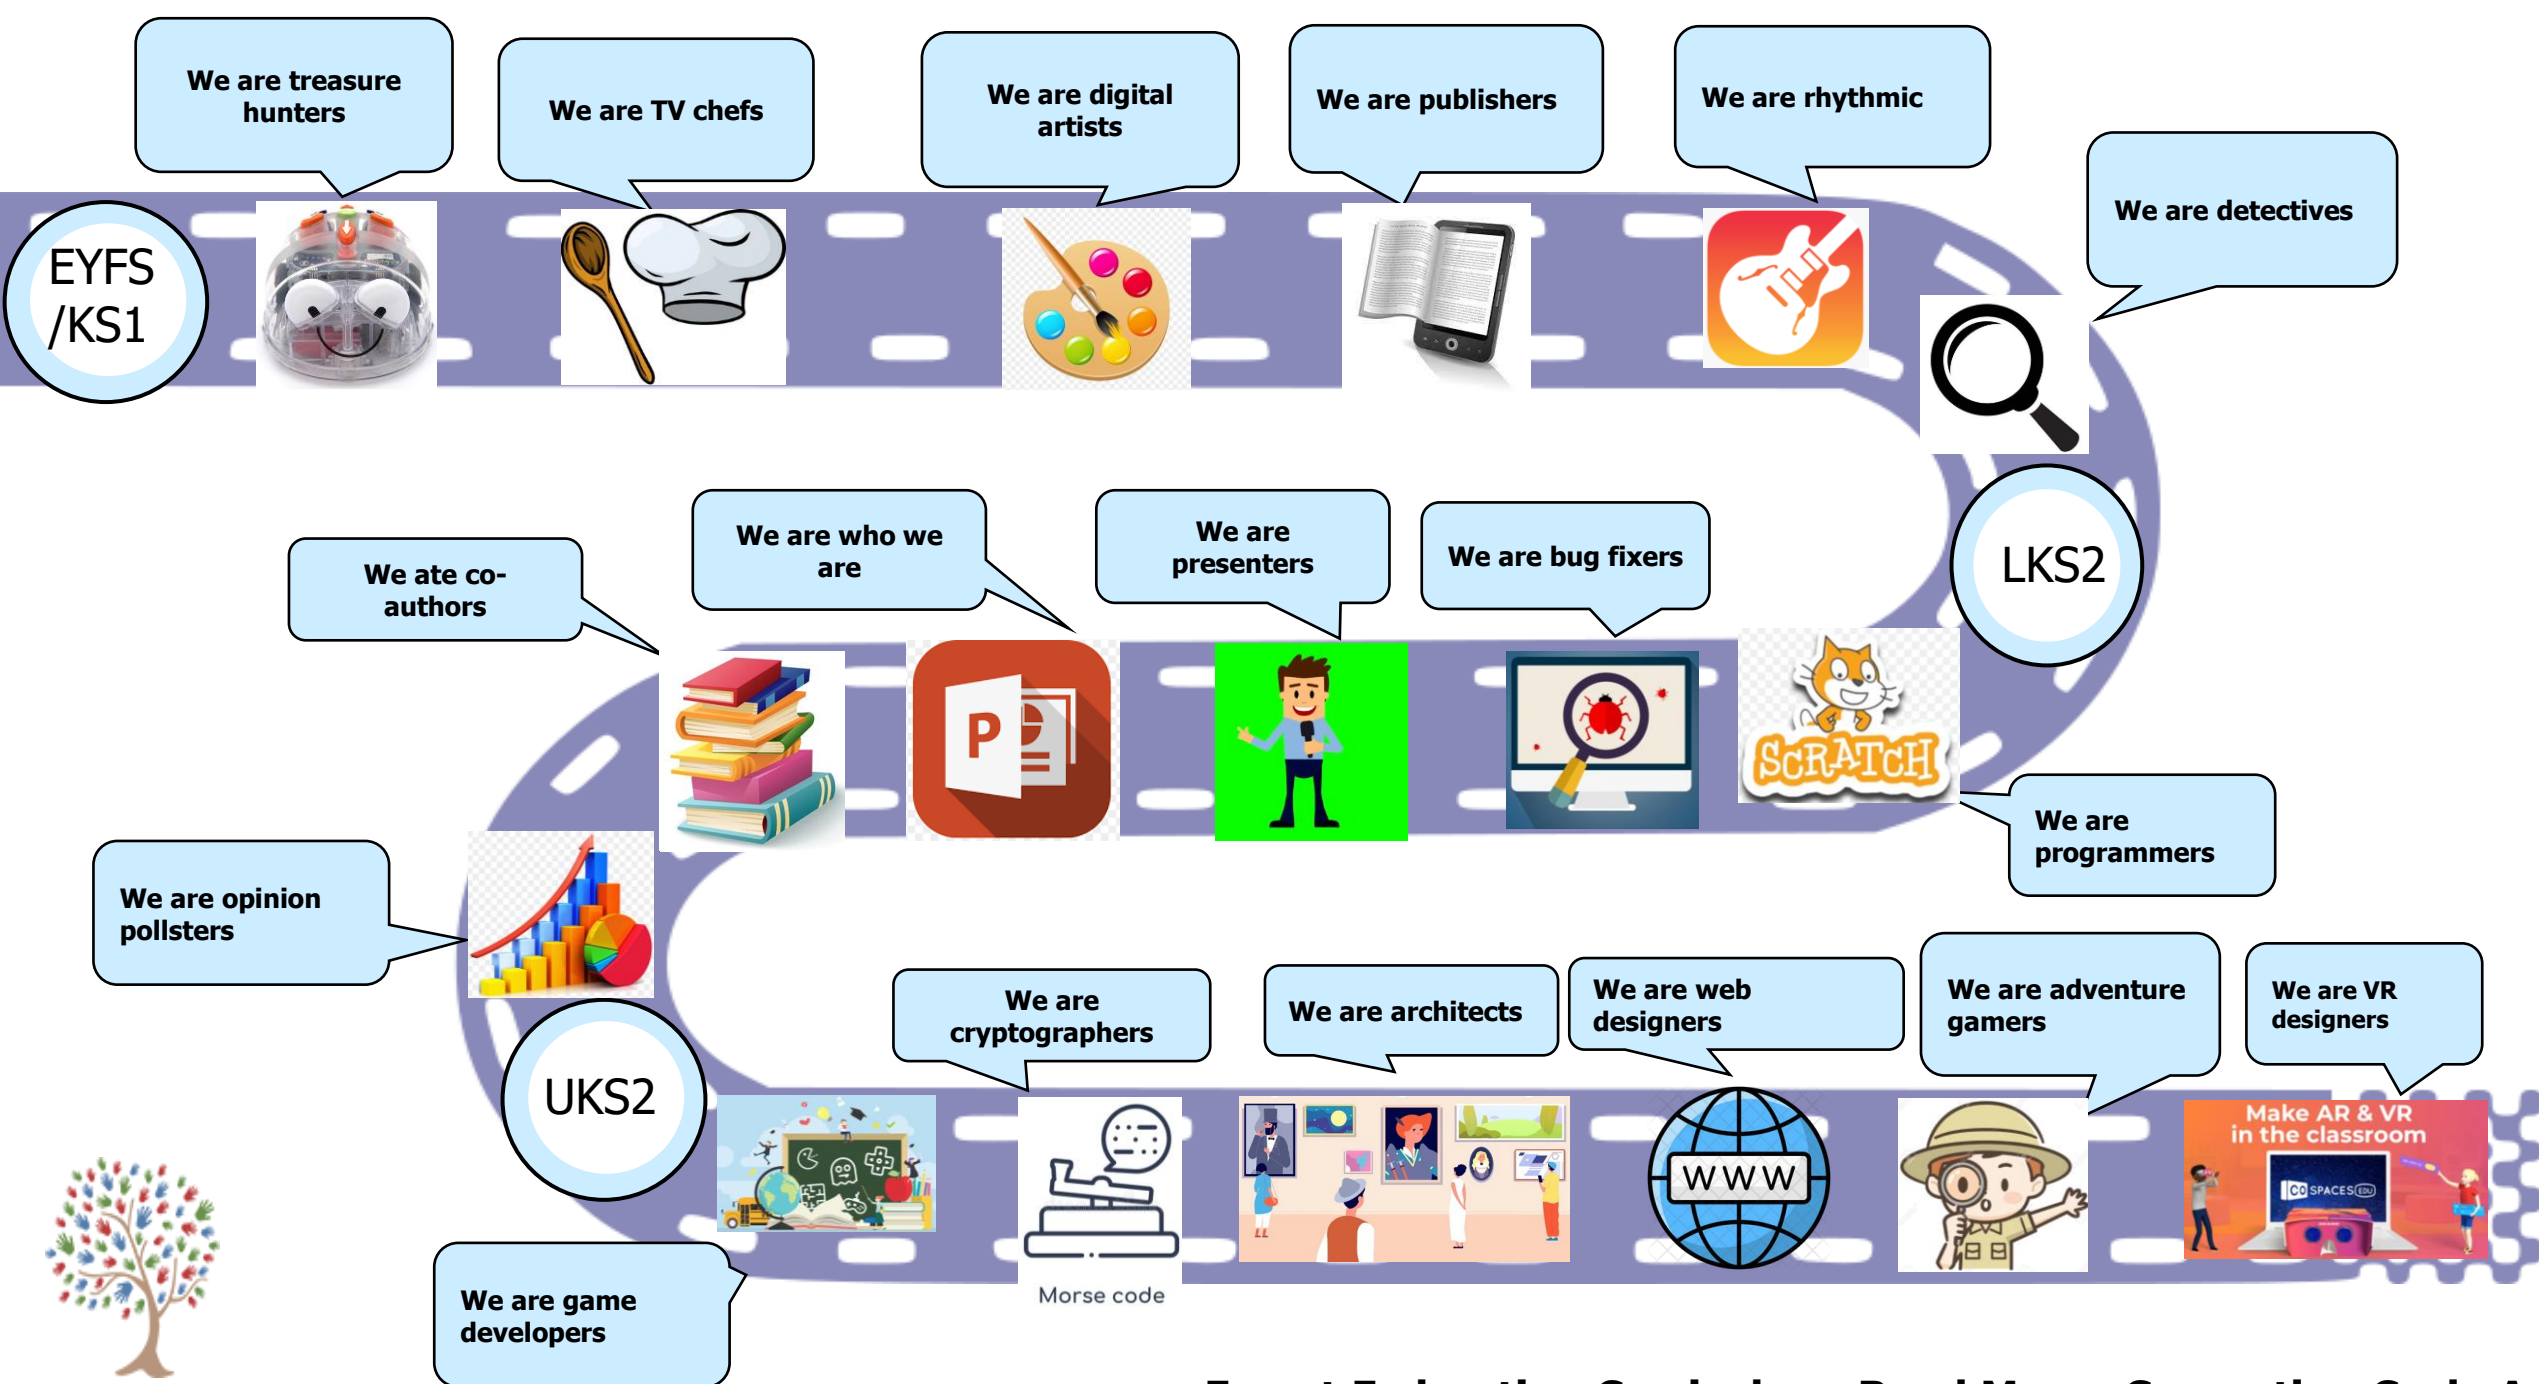 We are treasure
hunters
We are TV chefs
We are digital
artists
We are publishers
We are rhythmic
We are detectives
EYFS
/KS1
LKS2
We are
programmers
SCRATCH
We are bug fixers
We are
presenters
We are who we
are
P
We ate co-
authors
We are opinion
pollsters
UKS2
We are game
developers
We are
cryptographers
Morse code
We are architects
We are web
designers
WWW
We are adventure
gamers
We are VR
designers
Make AR & VR
in the classroom
CO SPACES EDU